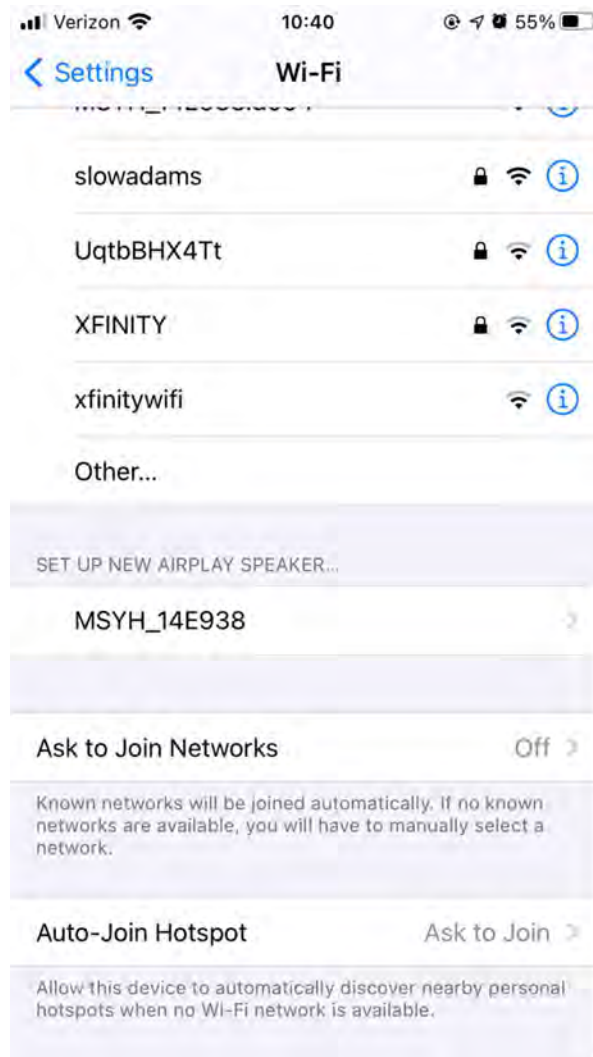 Verizon 10:40 55%
Settings Wi-Fi
slowadams
UqtbBHX4Tt
XFINITY
xfinitywifi
Other...
SET UP NEW AIRPLAY SPEAKER...
MSYH_14E938
Ask to Join Networks Off
Known networks will be joined automatically. If no known
networks are available, you will have to manually select a
network.
Auto-Join Hotspot Ask to Join
Allow this device to automatically discover nearby personal
hotspots when no Wi-Fi network is available.